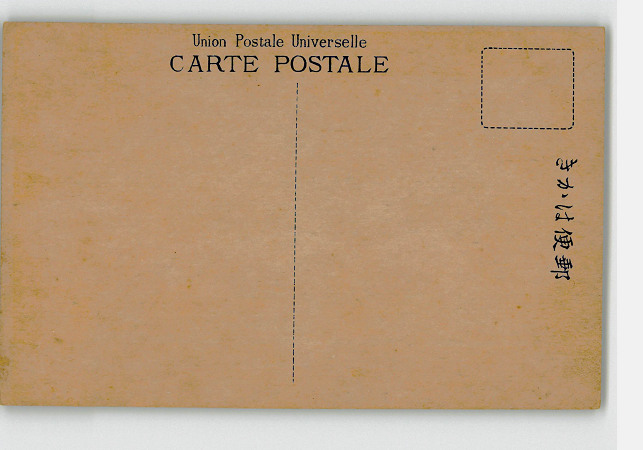 Union Postale Universelle
CARTE POSTALE
きかは便郵